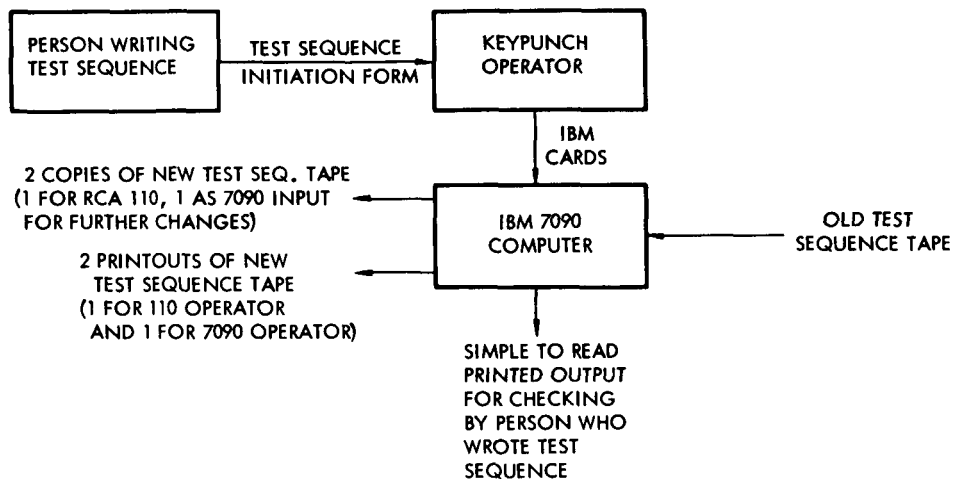 PERSON WRITING
TEST SEQUENCE
TEST SEQUENCE
INITIATION FORM
KEYPUNCH
OPERATOR
IBM
CARDS
2 COPIES OF NEW TEST SEQ. TAPE
(1 FOR RCA 110, 1 AS 7090 INPUT
FOR FURTHER CHANGES)
IBM 7090
COMPUTER
OLD TEST
SEQUENCE TAPE
2 PRINTOUTS OF NEW
TEST SEQUENCE TAPE
(1 FOR 110 OPERATOR
AND 1 FOR 7090 OPERATOR)
SIMPLE TO READ
PRINTED OUTPUT
FOR CHECKING
BY PERSON WHO
WROTE TEST
SEQUENCE